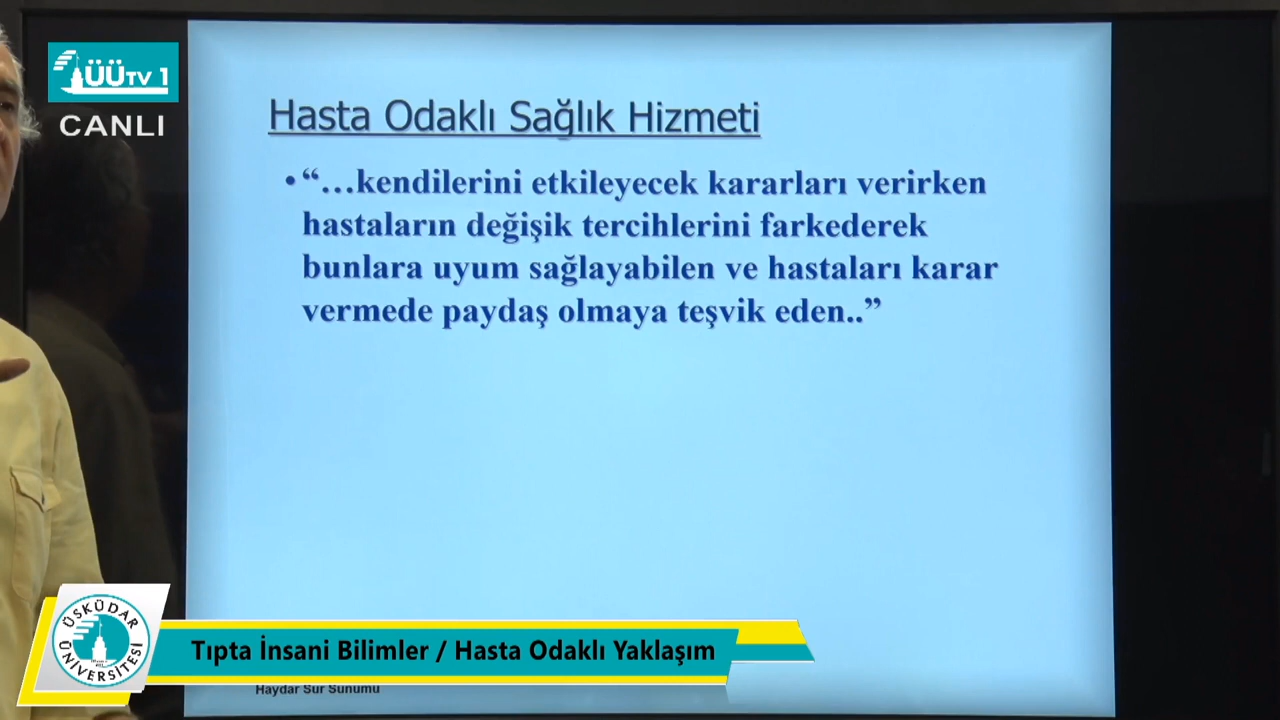 ÜÜTV 1
CANLI
Hasta Odaklı Sağlık Hizmeti
• “…kendilerini etkileyecek kararları verirken
hastaların değişik tercihlerini farkederek
bunlara uyum sağlayabilen ve hastaları karar
vermede paydaş olmaya teşvik eden..”
ÜSKÜDAR
ÜNİVERSİTESİ
Tıpta İnsani Bilimler / Hasta Odaklı Yaklaşım
Haydar Sur Sunumu